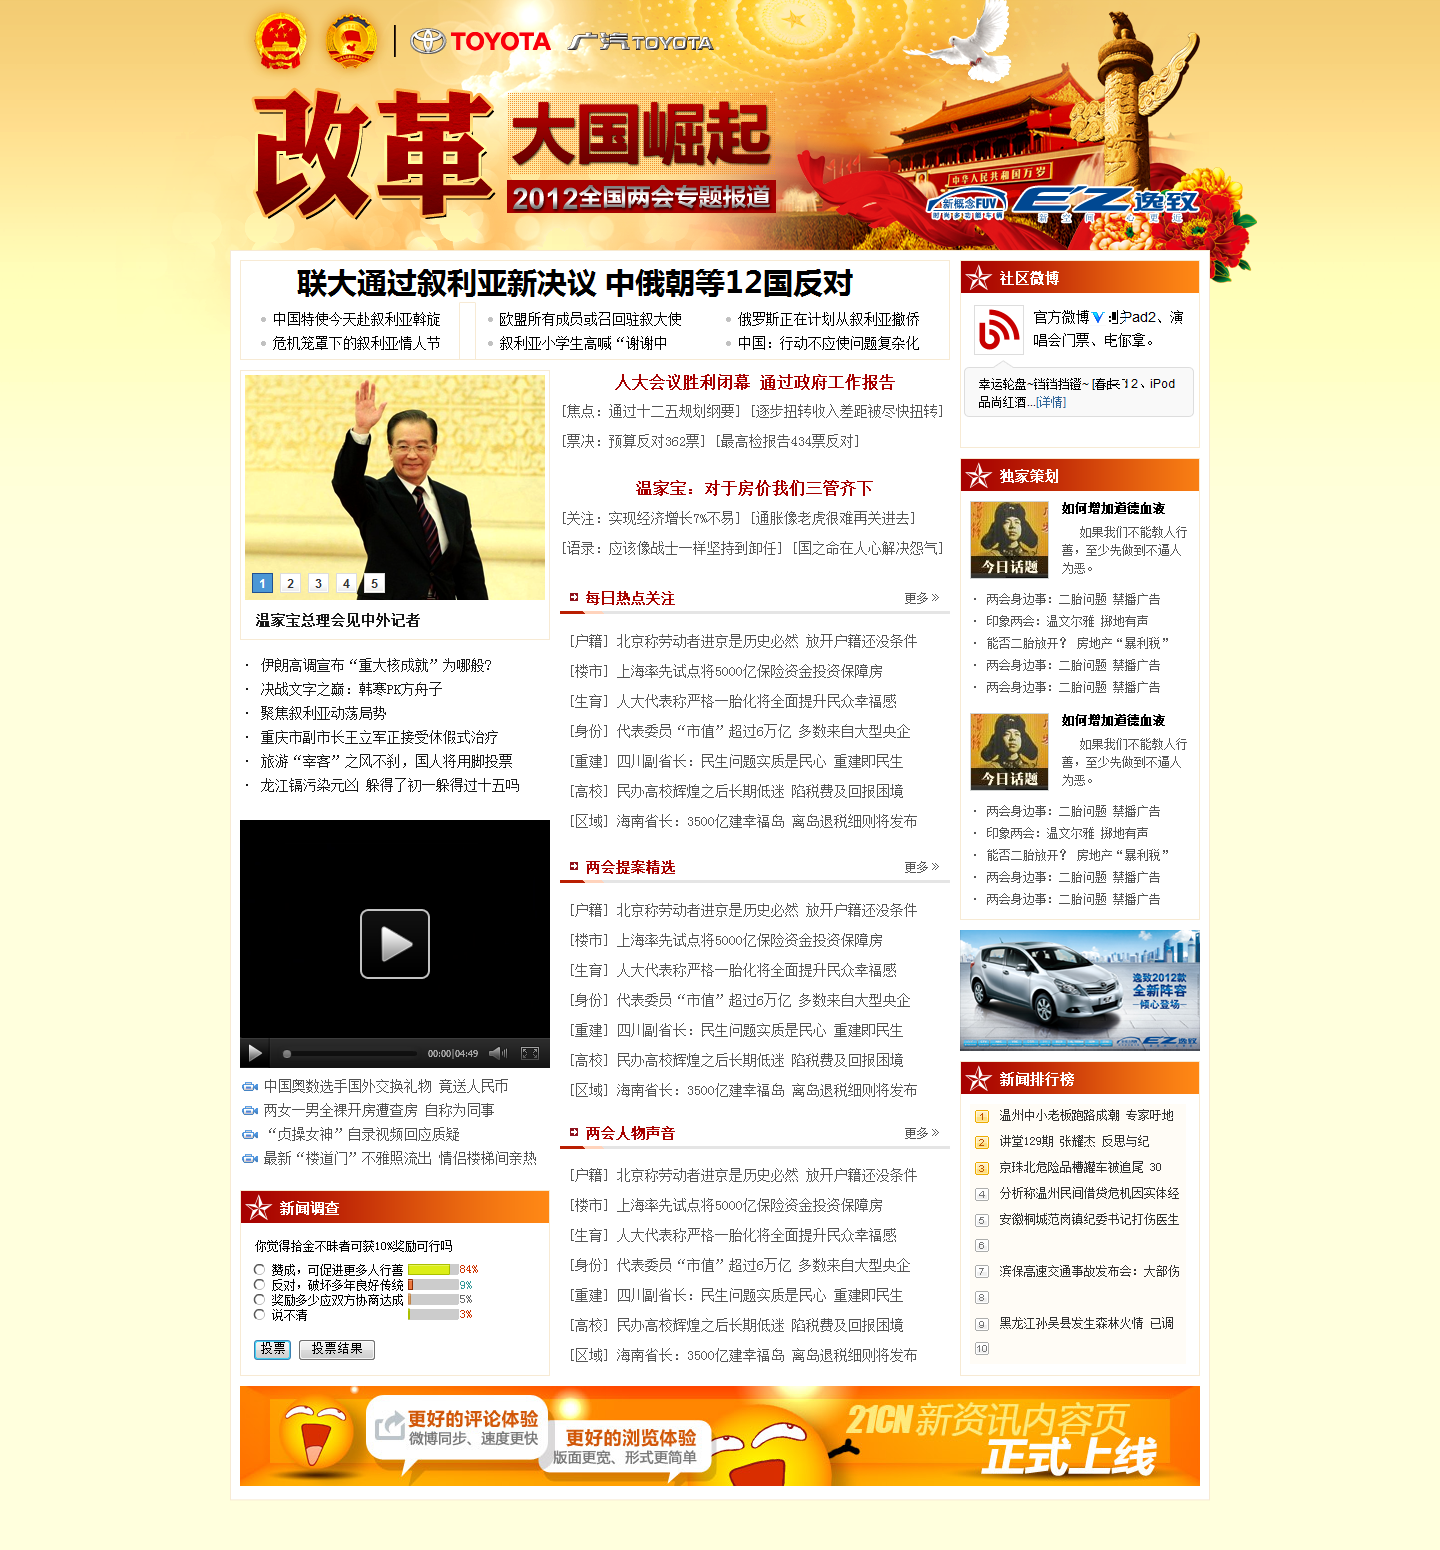 TOYOTA 广汽TOYOTA
改革 大国崛起
2012全国两会专题报道
中华人民共和国万岁
新概念FUV
时尚多功能车辆
EZ逸致
新空间 心更近
联大通过叙利亚新决议 中俄朝等12国反对
中国特使今天赴叙利亚斡旋
欧盟所有成员或召回驻叙大使
俄罗斯正在计划从叙利亚撤侨
危机笼罩下的叙利亚情人节
叙利亚小学生高喊“谢谢中
中国：行动不应使问题复杂化
1 2 3 4 5
温家宝总理会见中外记者
· 伊朗高调宣布“重大核成就”为哪般？
· 决战文字之巅：韩寒PK方舟子
· 聚焦叙利亚动荡局势
· 重庆市副市长王立军正接受休假式治疗
· 旅游“宰客”之风不刹，国人将用脚投票
· 龙江镉污染元凶 躲得了初一躲得过十五吗
00:00|04:49
中国奥数选手国外交换礼物 竟送人民币
两女一男全裸开房遭查房 自称为同事
“贞操女神”自录视频回应质疑
最新“楼道门”不雅照流出 情侣楼梯间亲热
新闻调查
你觉得拾金不昧者可获10%奖励可行吗
赞成，可促进更多人行善 84%
反对，破坏多年良好传统 9%
奖励多少应双方协商达成 5%
说不清 3%
投票 投票结果
人大会议胜利闭幕 通过政府工作报告
[焦点：通过十二五规划纲要] [逐步扭转收入差距被尽快扭转]
[票决：预算反对362票] [最高检报告434票反对]
温家宝：对于房价我们三管齐下
[关注：实现经济增长7%不易] [通胀像老虎很难再关进去]
[语录：应该像战士一样坚持到卸任] [国之命在人心解决怨气]
每日热点关注 更多 »
[户籍] 北京称劳动者进京是历史必然 放开户籍还没条件
[楼市] 上海率先试点将5000亿保险资金投资保障房
[生育] 人大代表称严格一胎化将全面提升民众幸福感
[身份] 代表委员“市值”超过6万亿 多数来自大型央企
[重建] 四川副省长：民生问题实质是民心 重建即民生
[高校] 民办高校辉煌之后长期低迷 陷税费及回报困境
[区域] 海南省长：3500亿建幸福岛 离岛退税细则将发布
两会提案精选 更多 »
[户籍] 北京称劳动者进京是历史必然 放开户籍还没条件
[楼市] 上海率先试点将5000亿保险资金投资保障房
[生育] 人大代表称严格一胎化将全面提升民众幸福感
[身份] 代表委员“市值”超过6万亿 多数来自大型央企
[重建] 四川副省长：民生问题实质是民心 重建即民生
[高校] 民办高校辉煌之后长期低迷 陷税费及回报困境
[区域] 海南省长：3500亿建幸福岛 离岛退税细则将发布
两会人物声音 更多 »
[户籍] 北京称劳动者进京是历史必然 放开户籍还没条件
[楼市] 上海率先试点将5000亿保险资金投资保障房
[生育] 人大代表称严格一胎化将全面提升民众幸福感
[身份] 代表委员“市值”超过6万亿 多数来自大型央企
[重建] 四川副省长：民生问题实质是民心 重建即民生
[高校] 民办高校辉煌之后长期低迷 陷税费及回报困境
[区域] 海南省长：3500亿建幸福岛 离岛退税细则将发布
社区微博
官方微博 Pad2、演
唱会门票、电你拿。
幸运轮盘~铛铛挡镫~ [春 12、iPod
品尚红酒...[详情]
独家策划
今日话题
如何增加道德血液
如果我们不能教人行
善，至少先做到不逼人
为恶。
· 两会身边事：二胎问题 禁播广告
· 印象两会：温文尔雅 掷地有声
· 能否二胎放开？ 房地产“暴利税”
· 两会身边事：二胎问题 禁播广告
· 两会身边事：二胎问题 禁播广告
今日话题
如何增加道德血液
如果我们不能教人行
善，至少先做到不逼人
为恶。
· 两会身边事：二胎问题 禁播广告
· 印象两会：温文尔雅 掷地有声
· 能否二胎放开？ 房地产“暴利税”
· 两会身边事：二胎问题 禁播广告
· 两会身边事：二胎问题 禁播广告
逸致2012款
全新阵容
倾心登场
EZ逸致
新闻排行榜
1 温州中小老板跑路成潮 专家吁地
2 讲堂129期 张耀杰 反思与纪
3 京珠北危险品槽罐车被追尾 30
4 分析称温州民间借贷危机因实体经
5 安徽桐城范岗镇纪委书记打伤医生
6
7 滨保高速交通事故发布会：大部伤
8
9 黑龙江孙吴县发生森林火情 已调
10
更好的评论体验
微博同步、速度更快
更好的浏览体验
版面更宽、形式更简单
21CN新资讯内容页
正式上线